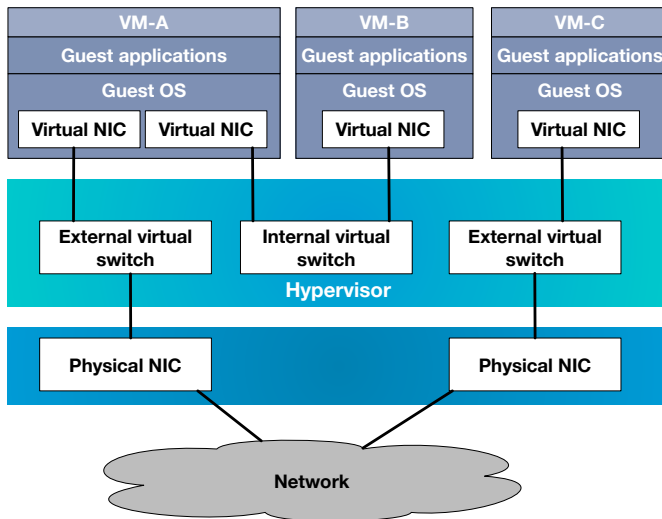 VM-A
VM-B
VM-C
Guest applications
Guest applications
Guest applications
Guest OS
Guest OS
Guest OS
Virtual NIC
Virtual NIC
Virtual NIC
Virtual NIC
External virtual
switch
Internal virtual
switch
External virtual
switch
Hypervisor
Physical NIC
Physical NIC
Network